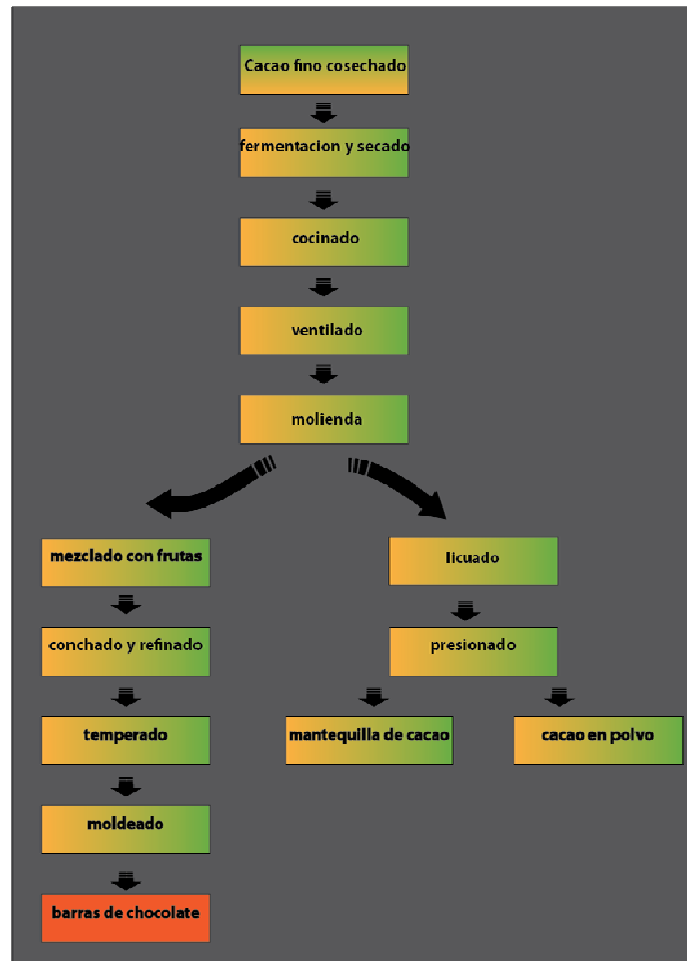 Cacao fino cosechado
fermentacion y secado
cocinado
ventilado
molienda
mezclado con frutas
conchado y refinado
temperado
moldeado
barras de chocolate
licuado
presionado
mantequilla de cacao
cacao en polvo